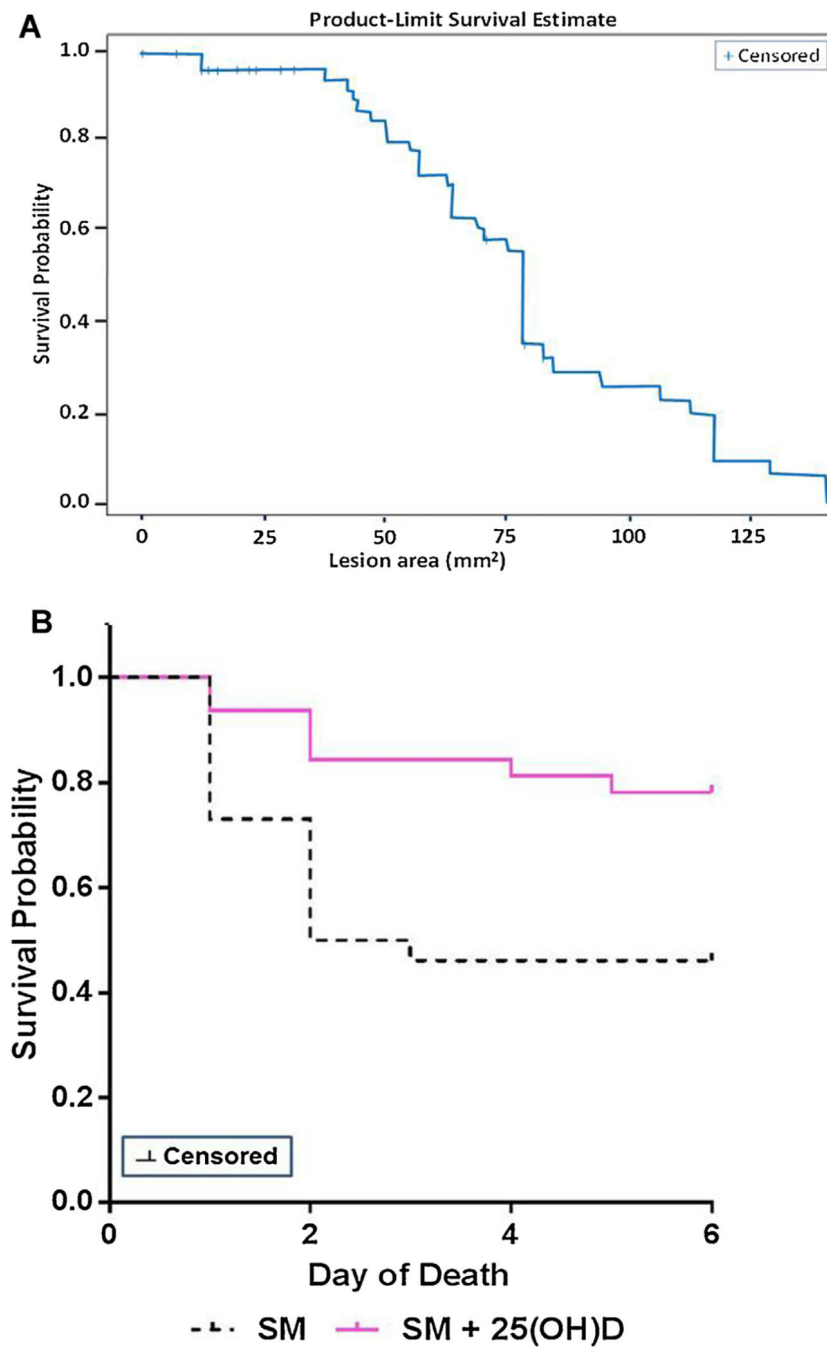 A
Product-Limit Survival Estimate
+ Censored
Survival Probability
1.0
0.8
0.6
0.4
0.2
0.0
0 25 50 75 100 125
Lesion area (mm²)
B
Survival Probability
1.0
0.8
0.6
0.4
0.2
0.0
Censored
0 2 4 6
Day of Death
SM SM + 25(OH)D